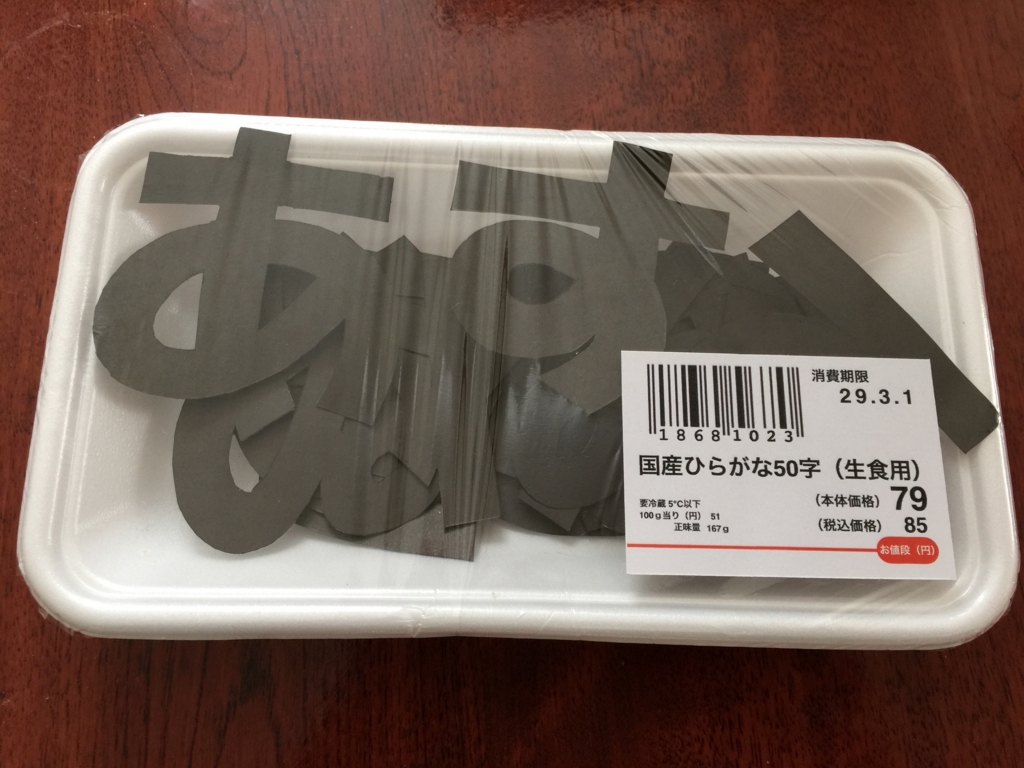 あ
す
消費期限
29.3.1
18681023
国産ひらがな50字（生食用）
要冷蔵 5°C以下
（本体価格） 79
100g当り（円） 51
（税込価格） 85
正味量 167g
お値段（円）